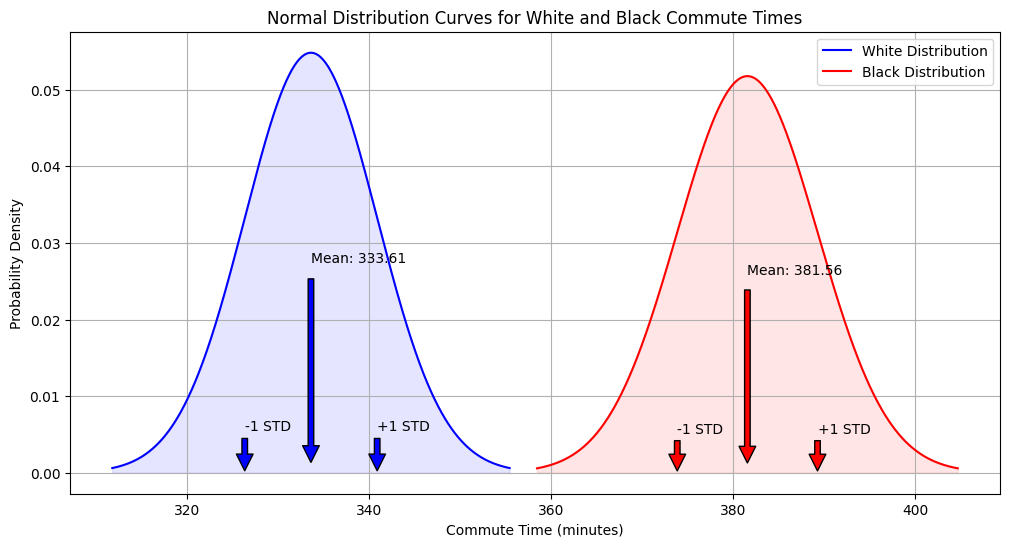 Normal Distribution Curves for White and Black Commute Times
White Distribution
Black Distribution
Probability Density
0.05
0.04
0.03
0.02
0.01
0.00
Mean: 333.61
Mean: 381.56
-1 STD
+1 STD
-1 STD
+1 STD
320
340
360
380
400
Commute Time (minutes)